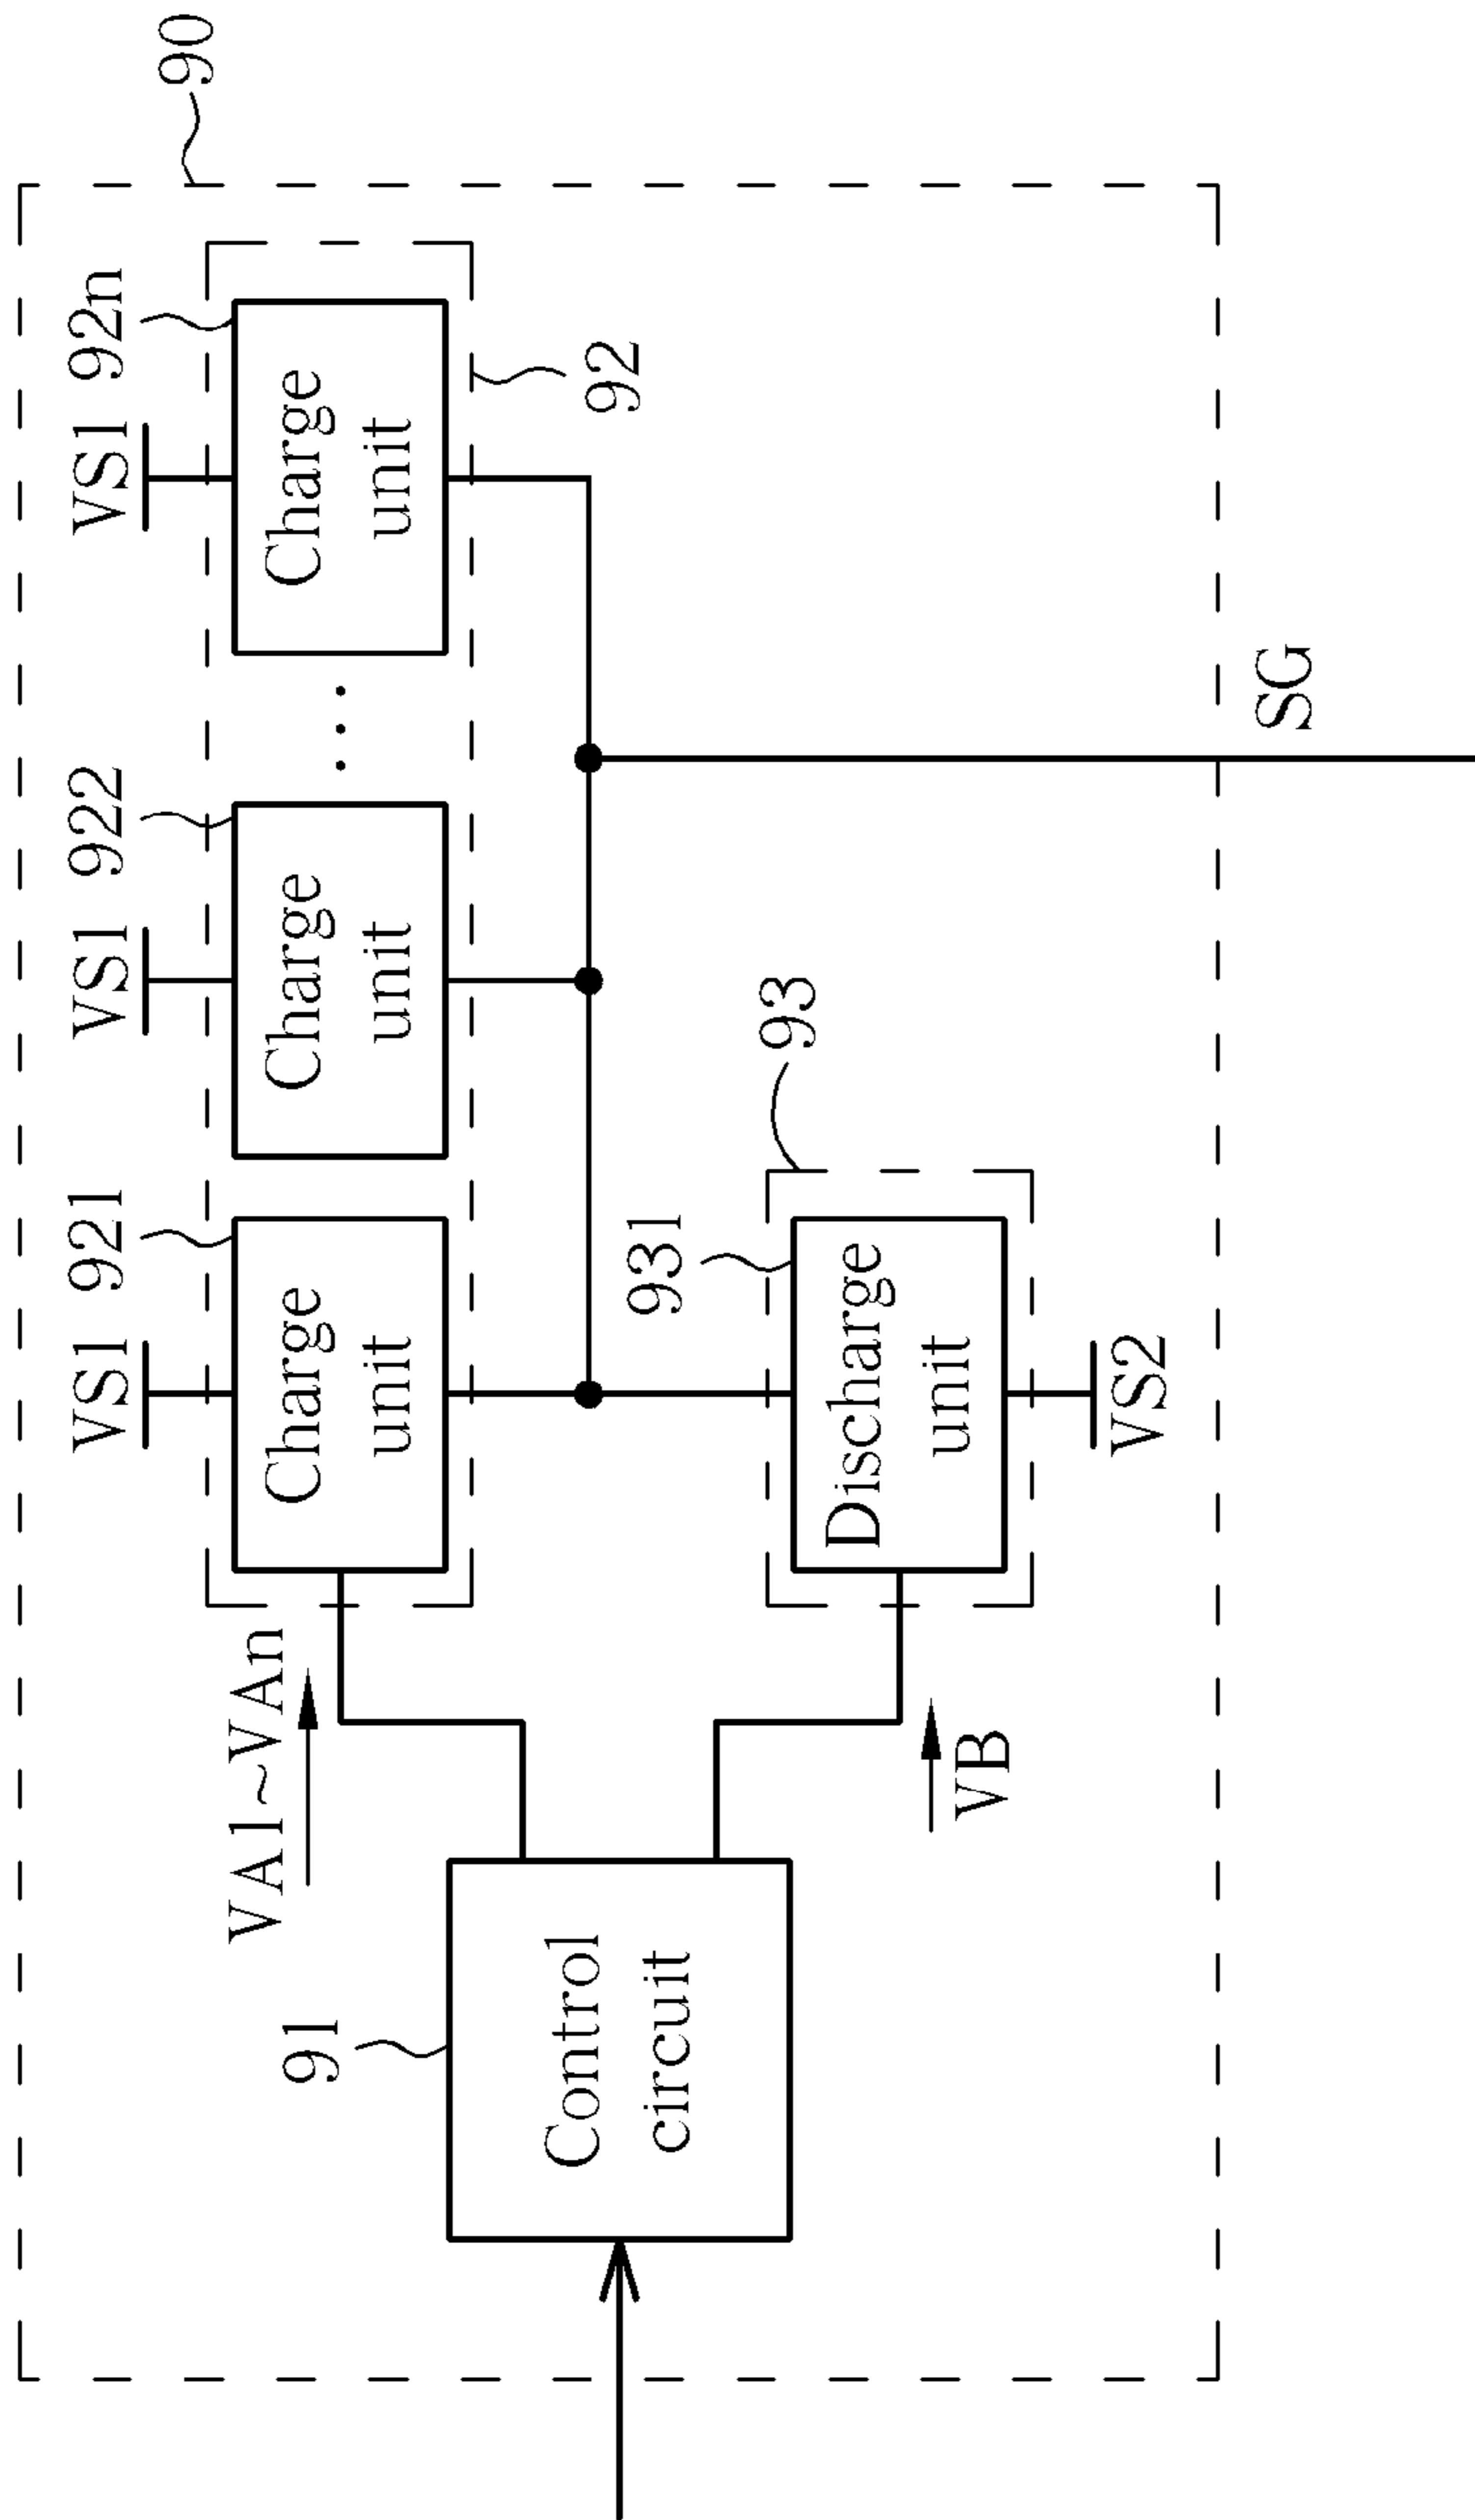 90
VS1
921
VS1
922
VS1
92n
Charge
unit
Charge
unit
Charge
unit
. . .
VA1~VAn
92
91
Control
circuit
931
93
Discharge
unit
VB
VS2
SG